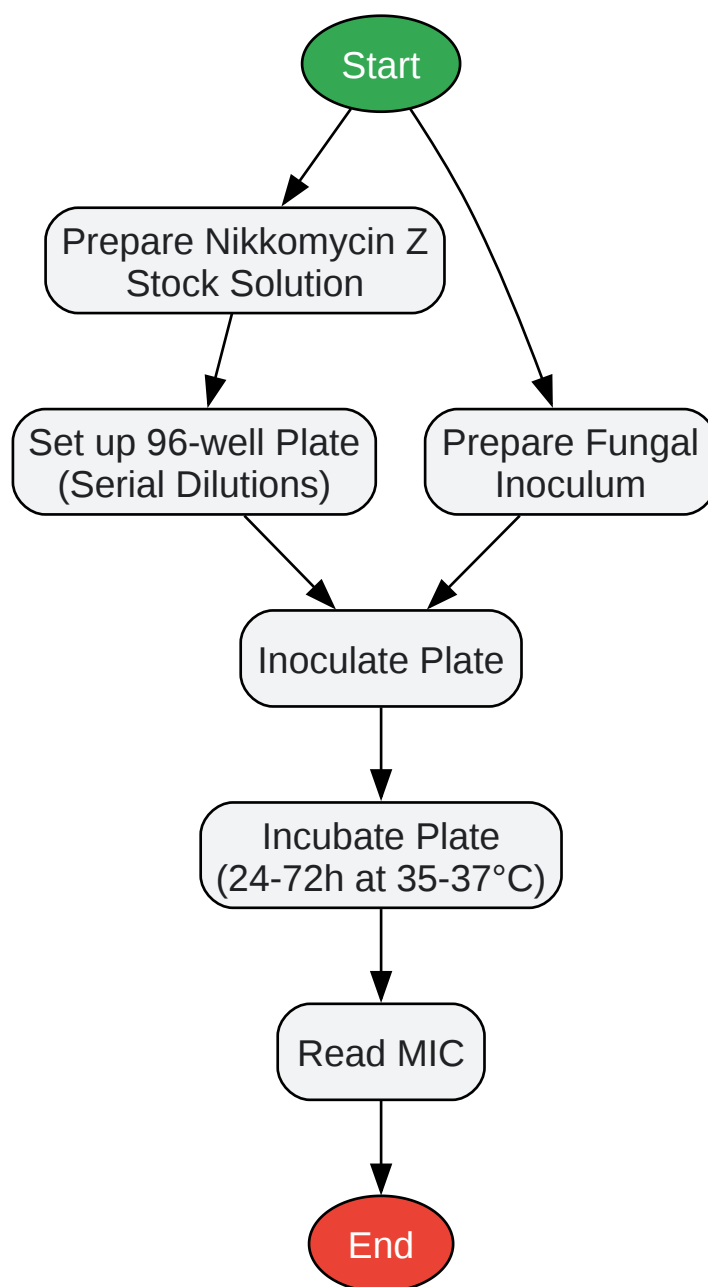 Start
Prepare Nikkomycin Z
Stock Solution
Set up 96-well Plate
(Serial Dilutions)
Prepare Fungal
Inoculum
Inoculate Plate
Incubate Plate
(24-72h at 35-37°C)
Read MIC
End